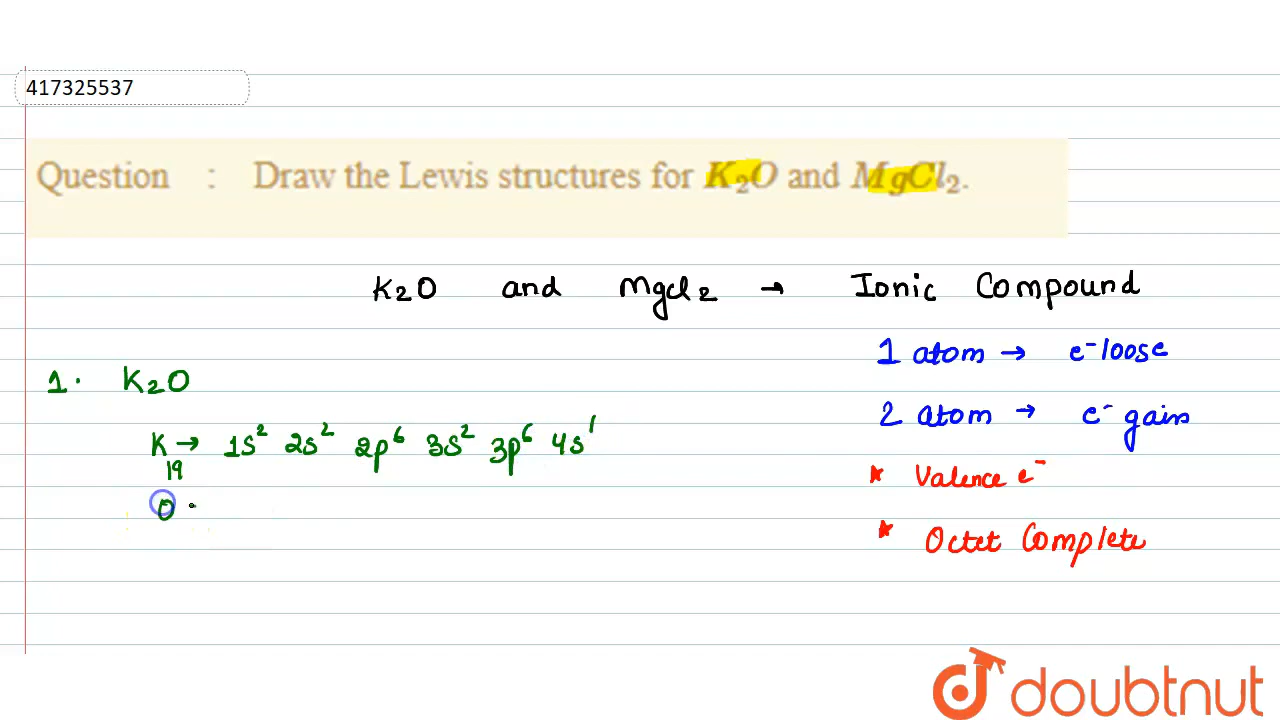 417325537
Question : Draw the Lewis structures for K₂O and MgCl₂.
K₂O and Mgcl₂ → Ionic Compound
1 atom → e⁻loose
1. K₂O
2 atom → e⁻ gain
K → 1s² 2s² 2p⁶ 3s² 3p⁶ 4s¹
19
* Valence e⁻
O
* Octet Complete
doubtnut